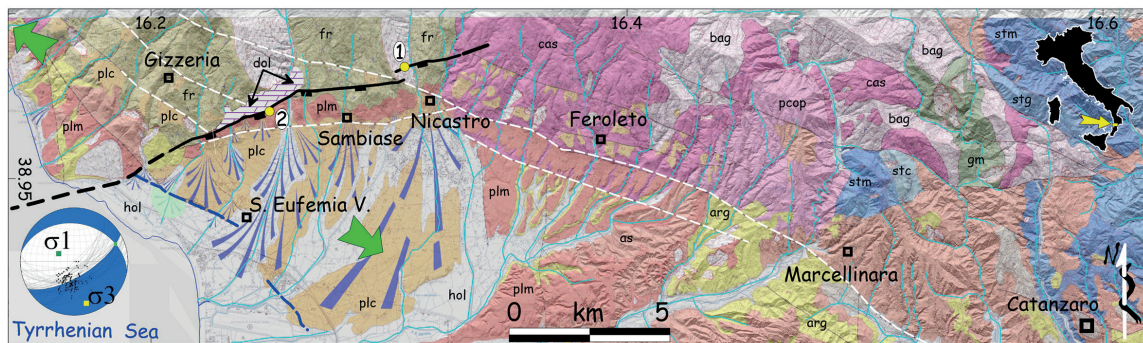 16.2
16.4
16.6
fr
1
fr
cas
bag
stm
Gizzeria
dol
plc
bag
cas
stg
fr
plm
pcop
plm
plc
2
Nicastro
Feroleto
bag
Sambiase
gm
38.95
plc
stm
stc
hol
S. Eufemia V.
plm
arg
as
σ1
Marcellinara
N
σ3
plc
hol
plm
0
5
km
Catanzaro
arg
Tyrrhenian Sea